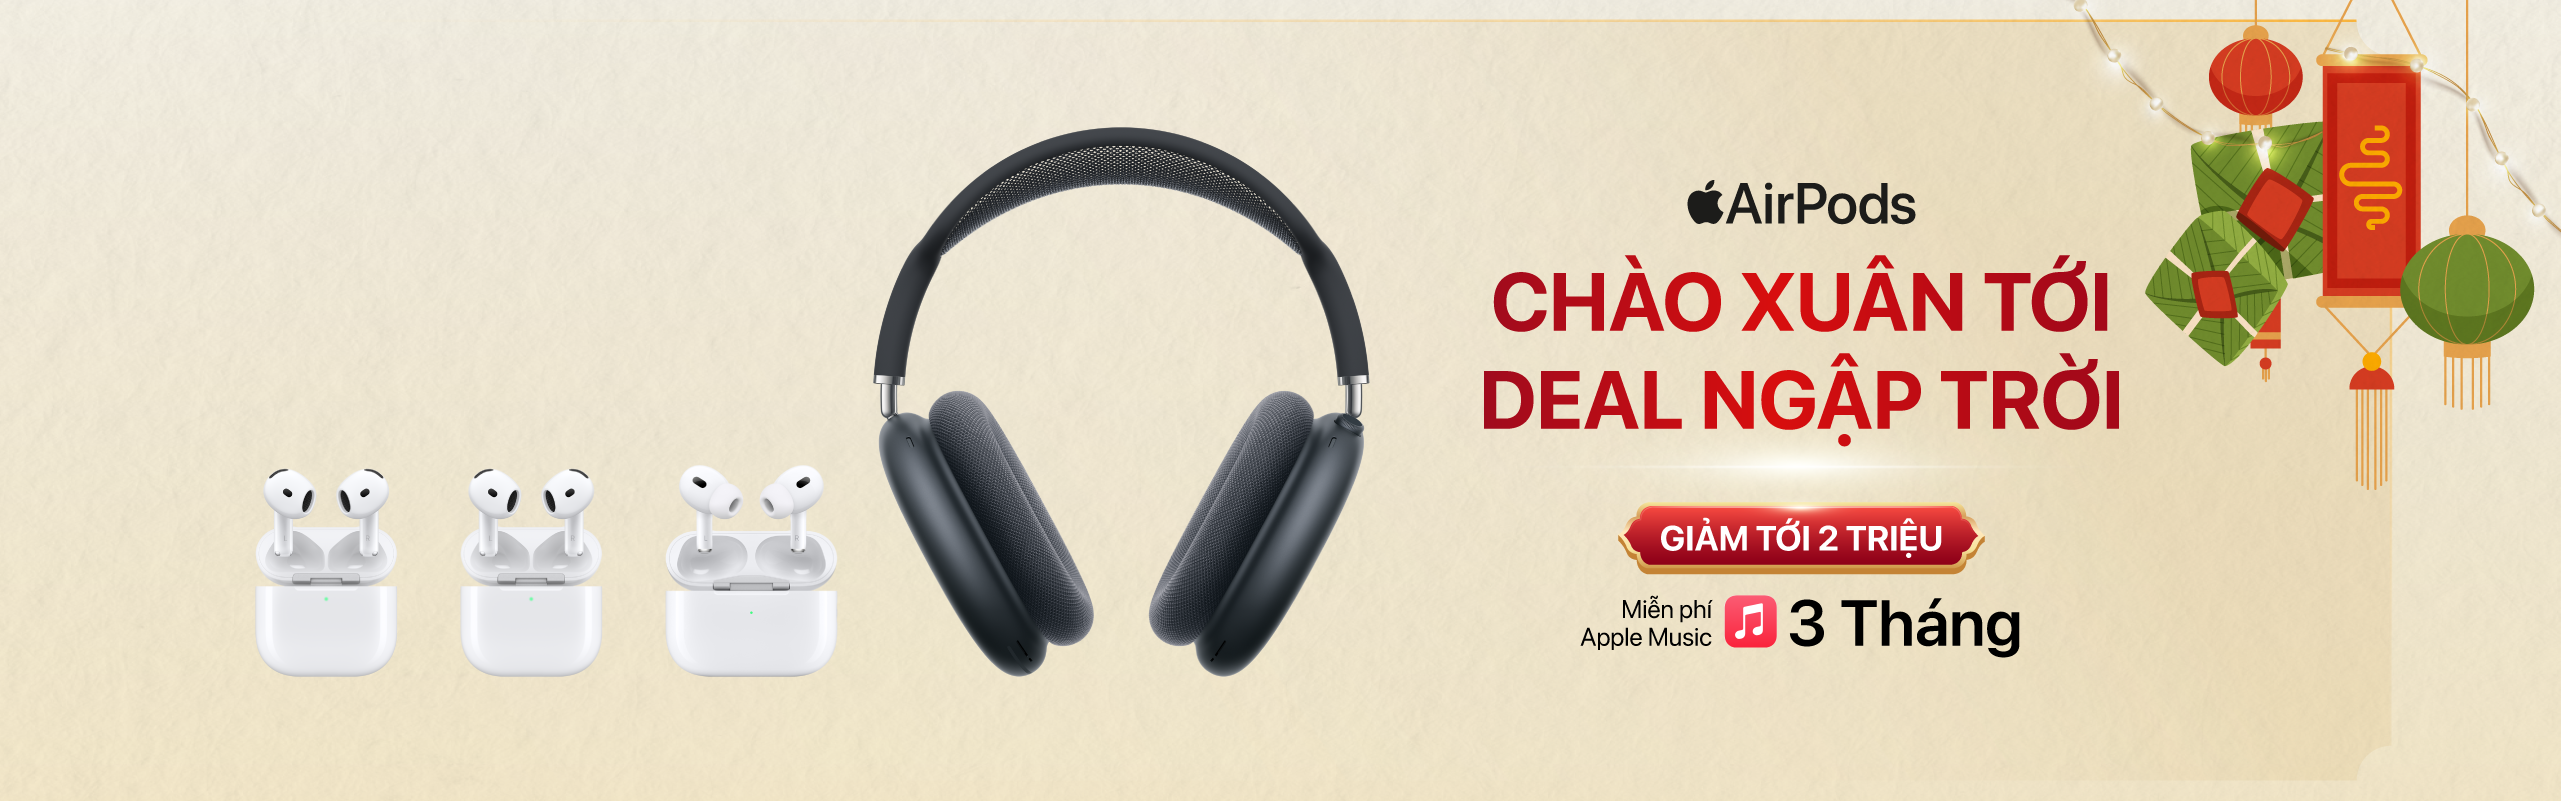 AirPods
CHÀO XUÂN TỚI
DEAL NGẬP TRỜI
GIẢM TỚI 2 TRIỆU
Miễn phí
Apple Music
3 Tháng